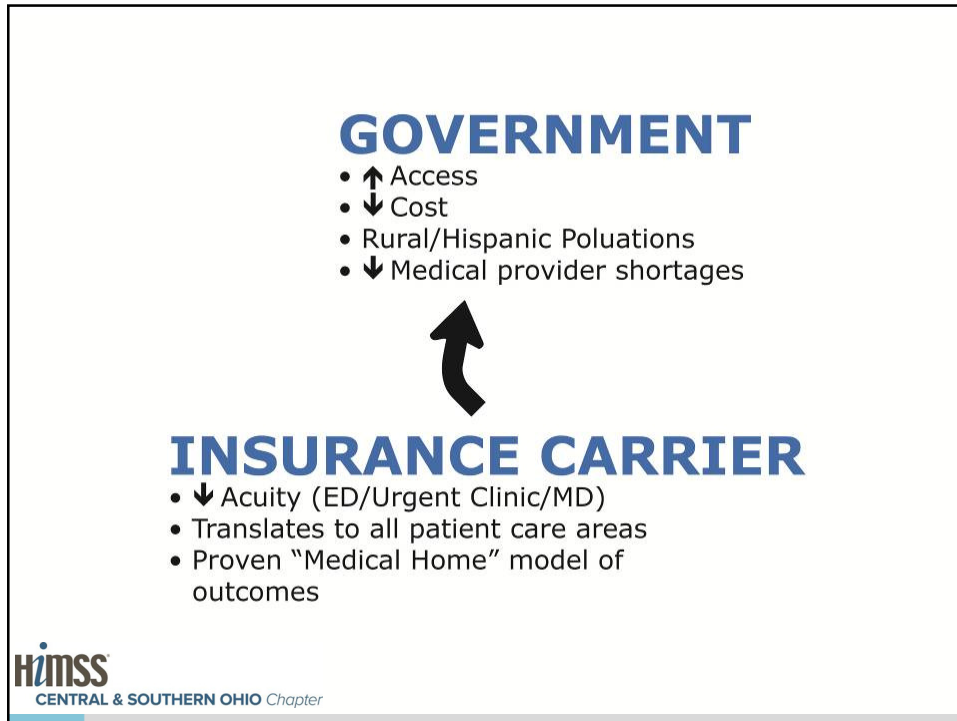 GOVERNMENT
• ↑ Access
• ↓ Cost
• Rural/Hispanic Poluations
• ↓ Medical provider shortages
INSURANCE CARRIER
• ↓ Acuity (ED/Urgent Clinic/MD)
• Translates to all patient care areas
• Proven “Medical Home” model of
outcomes
HiMSS
CENTRAL & SOUTHERN OHIO Chapter